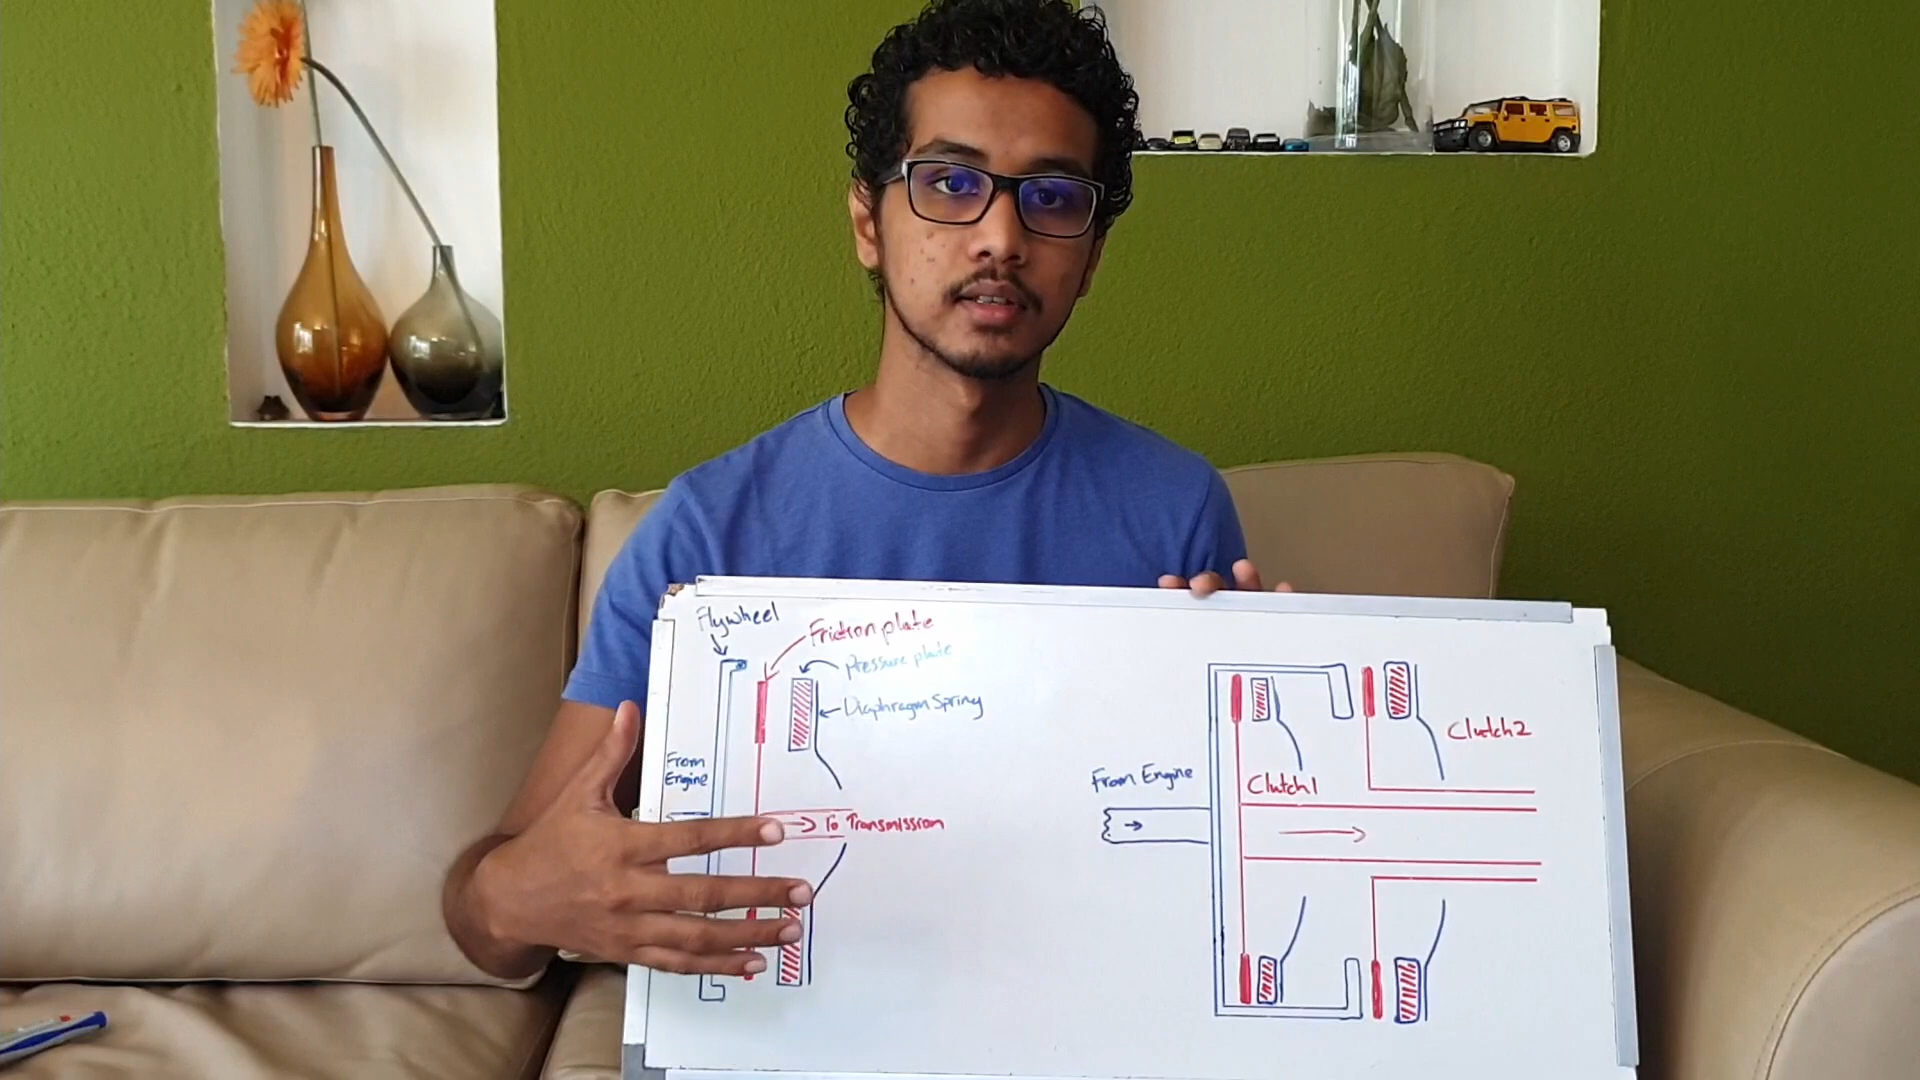 Flywheel
Friction plate
Pressure plate
Diaphragm Spring
From
Engine
To Transmission
From Engine
Clutch1
Clutch2